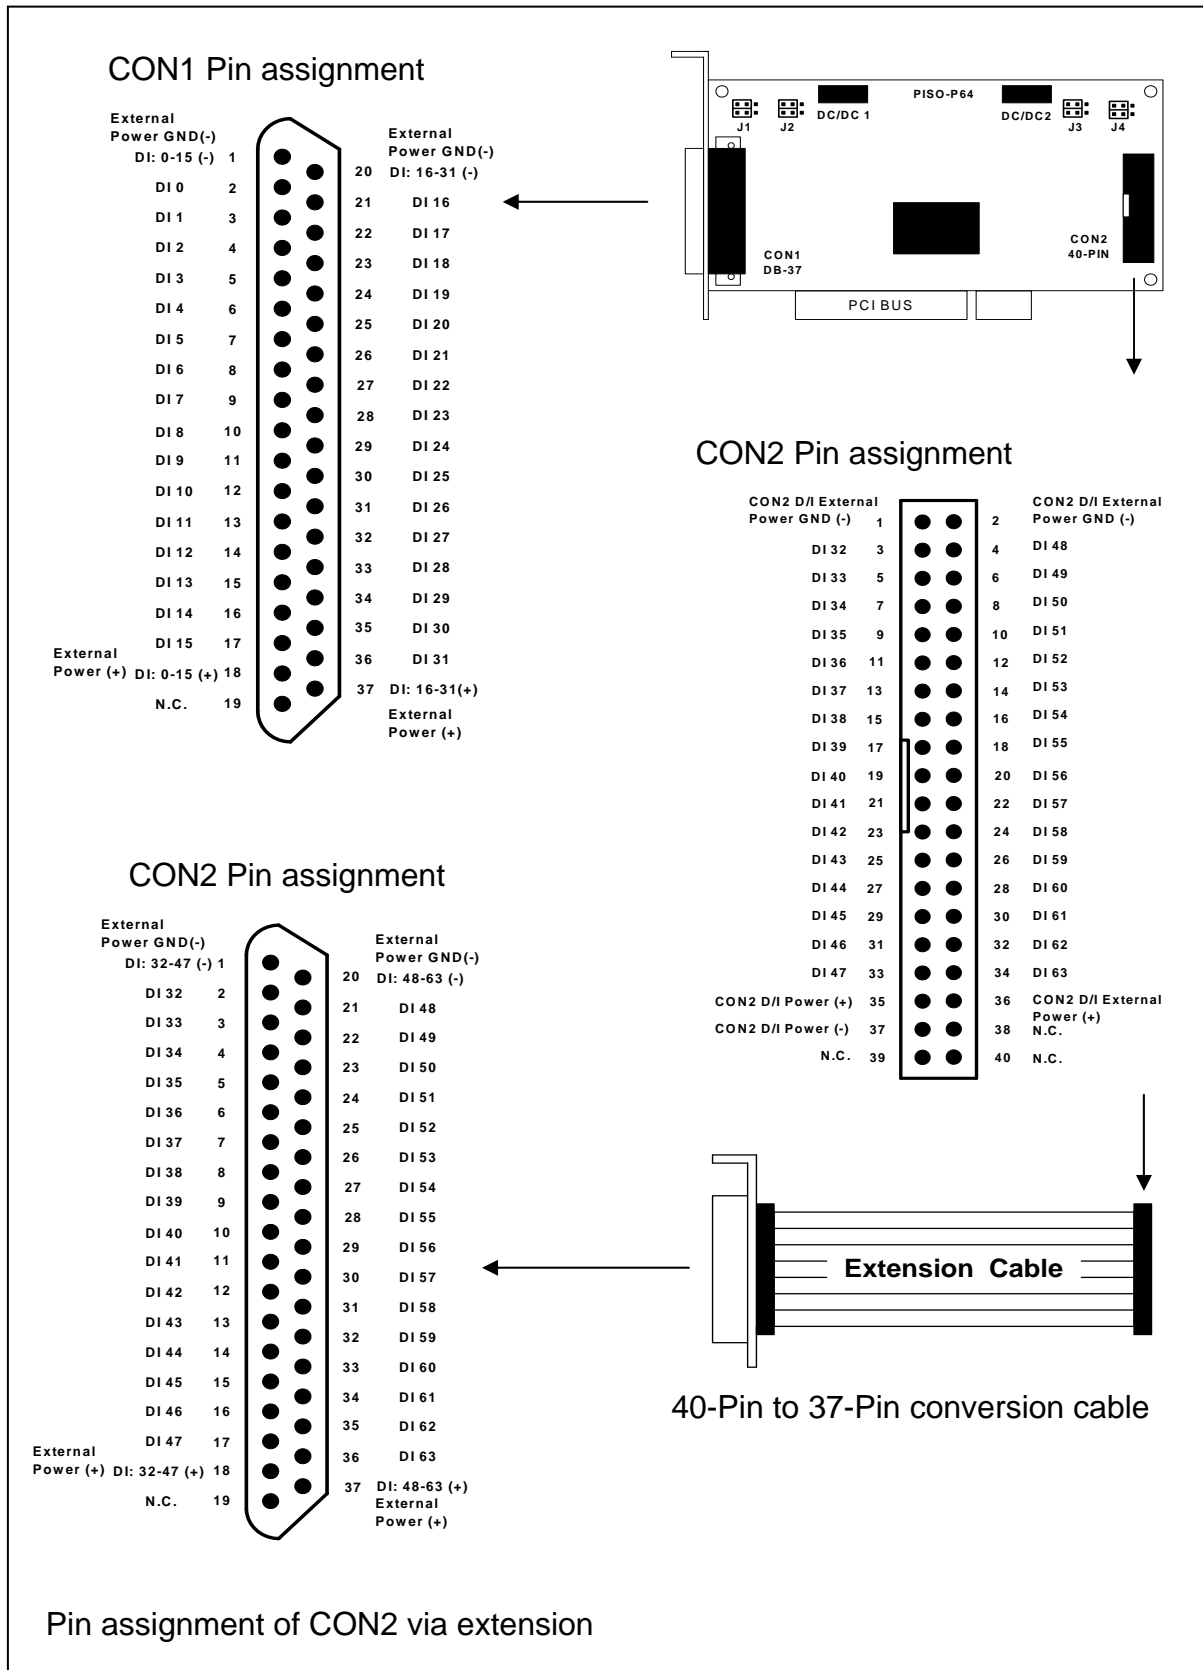 CON1 Pin assignment
External
Power GND(-)
DI: 0-15 (-) 1
DI 0 2
DI 1 3
DI 2 4
DI 3 5
DI 4 6
DI 5 7
DI 6 8
DI 7 9
DI 8 10
DI 9 11
DI 10 12
DI 11 13
DI 12 14
DI 13 15
DI 14 16
DI 15 17
External
Power (+) DI: 0-15 (+) 18
N.C. 19
External
Power GND(-)
20 DI: 16-31 (-)
21 DI 16
22 DI 17
23 DI 18
24 DI 19
25 DI 20
26 DI 21
27 DI 22
28 DI 23
29 DI 24
30 DI 25
31 DI 26
32 DI 27
33 DI 28
34 DI 29
35 DI 30
36 DI 31
37 DI: 16-31(+)
External
Power (+)
PISO-P64
J1 J2 DC/DC 1 DC/DC2 J3 J4
CON1
DB-37
CON2
40-PIN
PCI BUS
CON2 Pin assignment
CON2 D/I External
Power GND (-) 1
DI 32 3
DI 33 5
DI 34 7
DI 35 9
DI 36 11
DI 37 13
DI 38 15
DI 39 17
DI 40 19
DI 41 21
DI 42 23
DI 43 25
DI 44 27
DI 45 29
DI 46 31
DI 47 33
CON2 D/I Power (+) 35
CON2 D/I Power (-) 37
N.C. 39
CON2 D/I External
2 Power GND (-)
4 DI 48
6 DI 49
8 DI 50
10 DI 51
12 DI 52
14 DI 53
16 DI 54
18 DI 55
20 DI 56
22 DI 57
24 DI 58
26 DI 59
28 DI 60
30 DI 61
32 DI 62
34 DI 63
36 CON2 D/I External
Power (+)
38 N.C.
40 N.C.
CON2 Pin assignment
External
Power GND(-)
DI: 32-47 (-) 1
DI 32 2
DI 33 3
DI 34 4
DI 35 5
DI 36 6
DI 37 7
DI 38 8
DI 39 9
DI 40 10
DI 41 11
DI 42 12
DI 43 13
DI 44 14
DI 45 15
DI 46 16
DI 47 17
External
Power (+) DI: 32-47 (+) 18
N.C. 19
External
Power GND(-)
20 DI: 48-63 (-)
21 DI 48
22 DI 49
23 DI 50
24 DI 51
25 DI 52
26 DI 53
27 DI 54
28 DI 55
29 DI 56
30 DI 57
31 DI 58
32 DI 59
33 DI 60
34 DI 61
35 DI 62
36 DI 63
37 DI: 48-63 (+)
External
Power (+)
Extension Cable
40-Pin to 37-Pin conversion cable
Pin assignment of CON2 via extension